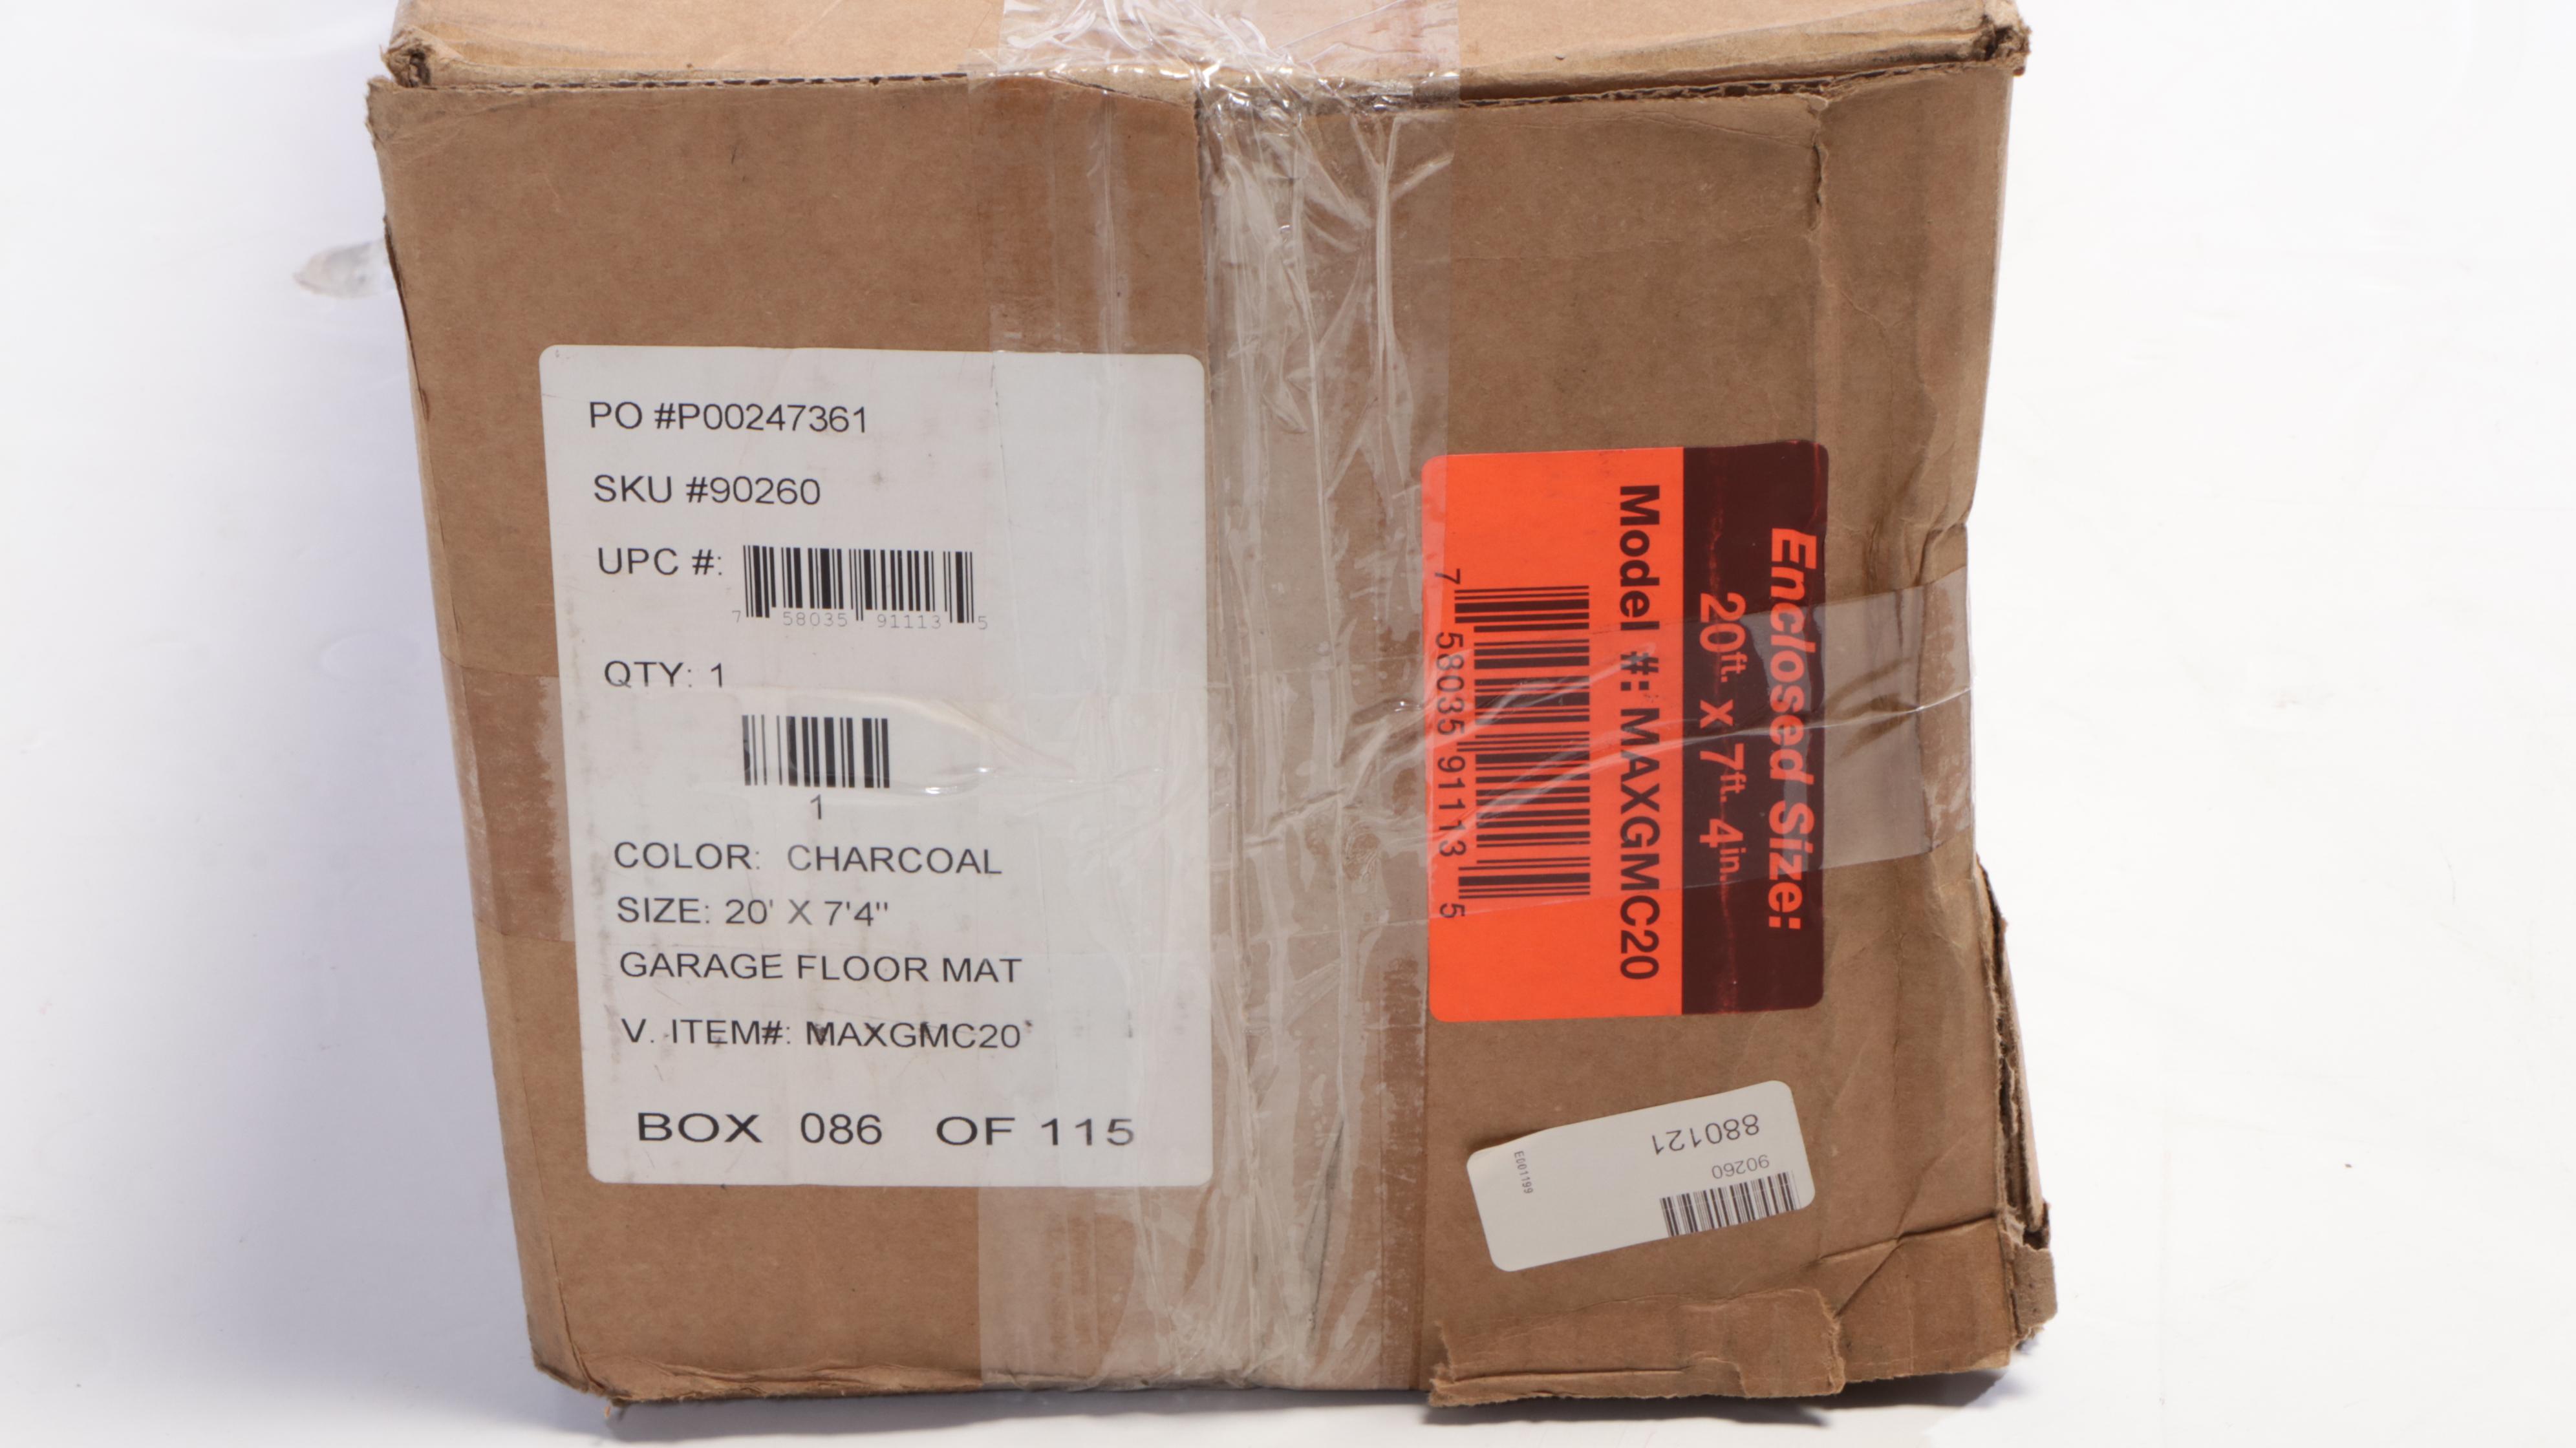 PO #P00247361
SKU #90260
UPC #:
7 58035 91113 5
QTY: 1
1
COLOR: CHARCOAL
SIZE: 20' X 7'4"
GARAGE FLOOR MAT
V. ITEM#: MAXGMC20
BOX 086 OF 115
Enclosed Size:
20ft. x 7ft. 4in.
Model #: MAXGMC20
7 58035 91113 5
880121
90260
E001199